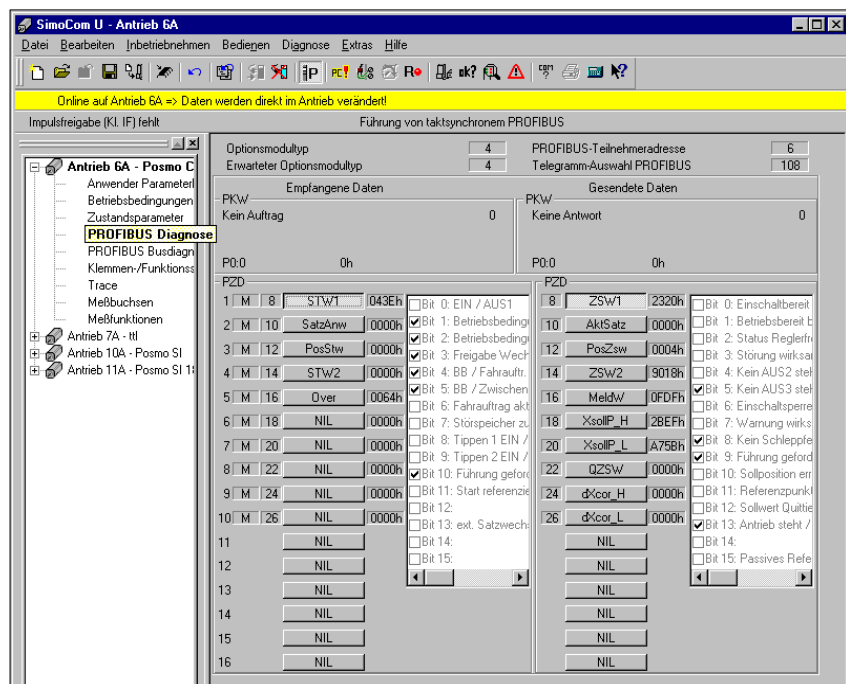 SimoCom U - Antrieb 6A
Datei Bearbeiten Inbetriebnehmen Bedienen Diagnose Extras Hilfe
Online auf Antrieb 6A => Daten werden direkt im Antrieb verändert!
Impulsfreigabe (Kl. IF) fehlt Führung von taktsynchronem PROFIBUS
Antrieb 6A - Posmo C
Anwender Parameterl
Betriebsbedingungen
Zustandsparameter
PROFIBUS Diagnose
PROFIBUS Busdiagn
Klemmen-/Funktionss
Trace
Meßbuchsen
Meßfunktionen
Antrieb 7A - ttl
Antrieb 10A - Posmo SI
Antrieb 11A - Posmo SI 1
Optionsmodultyp 4 PROFIBUS-Teilnehmeradresse 6
Erwarteter Optionsmodultyp 4 Telegramm-Auswahl PROFIBUS 108
Empfangene Daten
PKW
Kein Auftrag 0
P0:0 0h
PZD
1 M 8 STW1 043Eh
2 M 10 SatzAnw 0000h
3 M 12 PosStw 0000h
4 M 14 STW2 0000h
5 M 16 Over 0064h
6 M 18 NIL 0000h
7 M 20 NIL 0000h
8 M 22 NIL 0000h
9 M 24 NIL 0000h
10 M 26 NIL 0000h
11 NIL
12 NIL
13 NIL
14 NIL
15 NIL
16 NIL
Bit 0: EIN / AUS1
Bit 1: Betriebsbeding
Bit 2: Betriebsbeding
Bit 3: Freigabe Wech
Bit 4: BB / Fahrauftr.
Bit 5: BB / Zwischen
Bit 6: Fahrauftrag akt
Bit 7: Störspeicher zu
Bit 8: Tippen 1 EIN /
Bit 9: Tippen 2 EIN /
Bit 10: Führung geford
Bit 11: Start referenzie
Bit 12:
Bit 13: ext. Satzwech
Bit 14:
Bit 15:
Gesendete Daten
PKW
Keine Antwort 0
P0:0 0h
PZD
8 ZSW1 2320h
10 AktSatz 0000h
12 PosZsw 0004h
14 ZSW2 9018h
16 MeldW 0FDFh
18 XsollP_H 2BEFh
20 XsollP_L A75Bh
22 QZSW 0000h
24 dXcor_H 0000h
26 dXcor_L 0000h
NIL
NIL
NIL
NIL
NIL
NIL
Bit 0: Einschaltbereit
Bit 1: Betriebsbereit b
Bit 2: Status Reglerfr
Bit 3: Störung wirksa
Bit 4: Kein AUS2 steh
Bit 5: Kein AUS3 steh
Bit 6: Einschaltsperre
Bit 7: Warnung wirks
Bit 8: Kein Schleppfe
Bit 9: Führung geford
Bit 10: Sollposition err
Bit 11: Referenzpunkt
Bit 12: Sollwert Quittie
Bit 13: Antrieb steht /
Bit 14:
Bit 15: Passives Refe